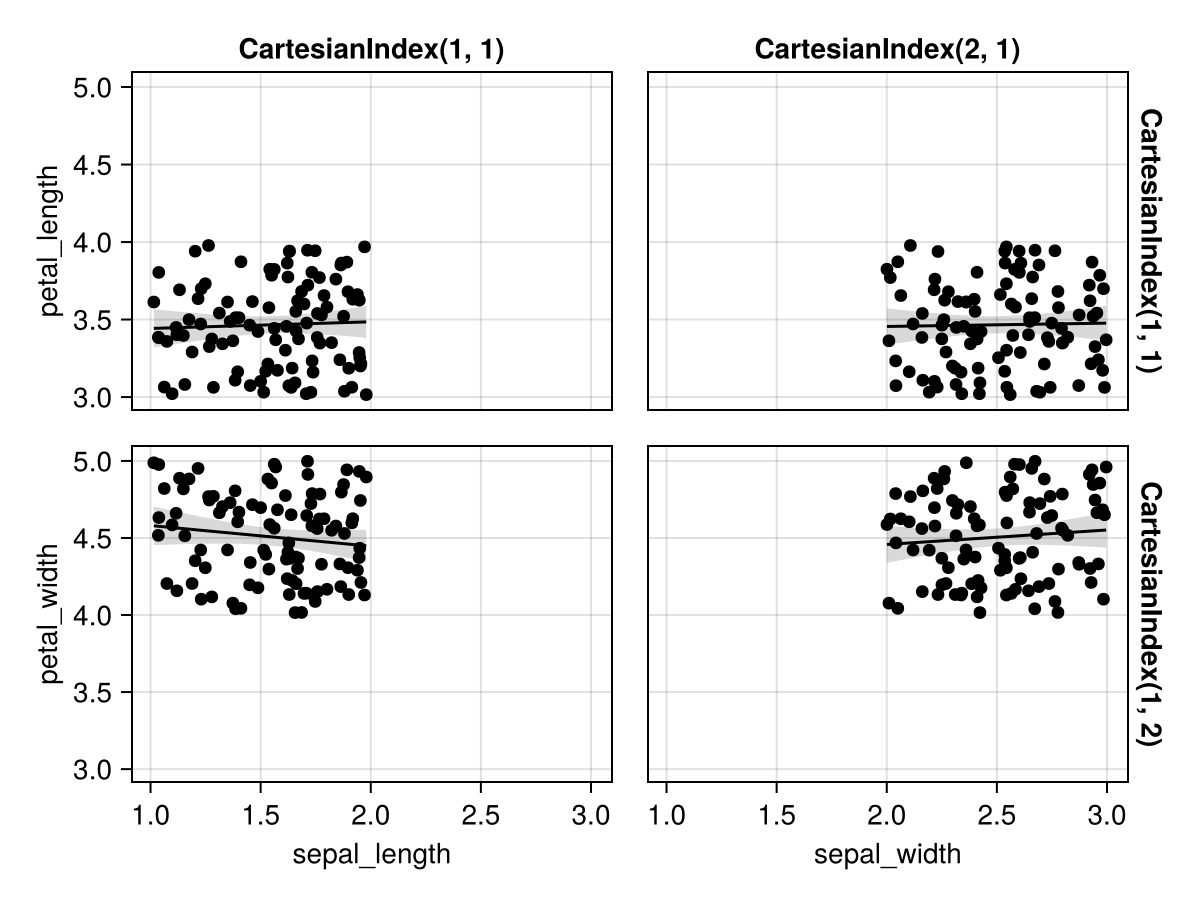 CartesianIndex(1, 1)
CartesianIndex(2, 1)
petal_length
5.0
4.5
4.0
3.5
3.0
CartesianIndex(1, 1)
petal_width
5.0
4.5
4.0
3.5
3.0
CartesianIndex(1, 2)
1.0 1.5 2.0 2.5 3.0
1.0 1.5 2.0 2.5 3.0
sepal_length
sepal_width